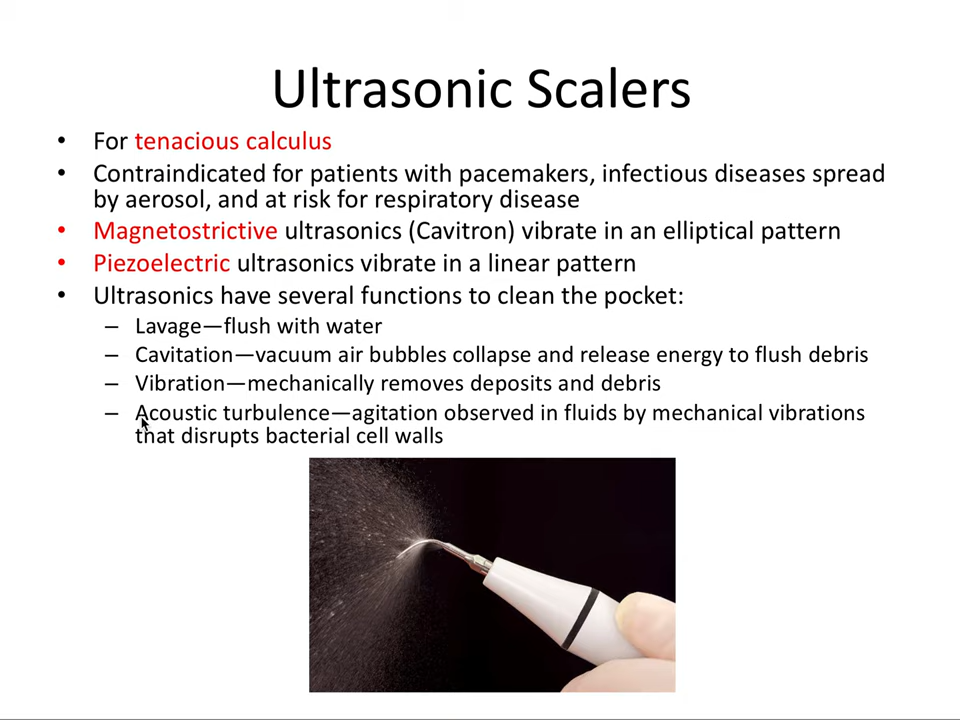 Ultrasonic Scalers
• For tenacious calculus
• Contraindicated for patients with pacemakers, infectious diseases spread
by aerosol, and at risk for respiratory disease
• Magnetostrictive ultrasonics (Cavitron) vibrate in an elliptical pattern
• Piezoelectric ultrasonics vibrate in a linear pattern
• Ultrasonics have several functions to clean the pocket:
– Lavage—flush with water
– Cavitation—vacuum air bubbles collapse and release energy to flush debris
– Vibration—mechanically removes deposits and debris
– Acoustic turbulence—agitation observed in fluids by mechanical vibrations
that disrupts bacterial cell walls